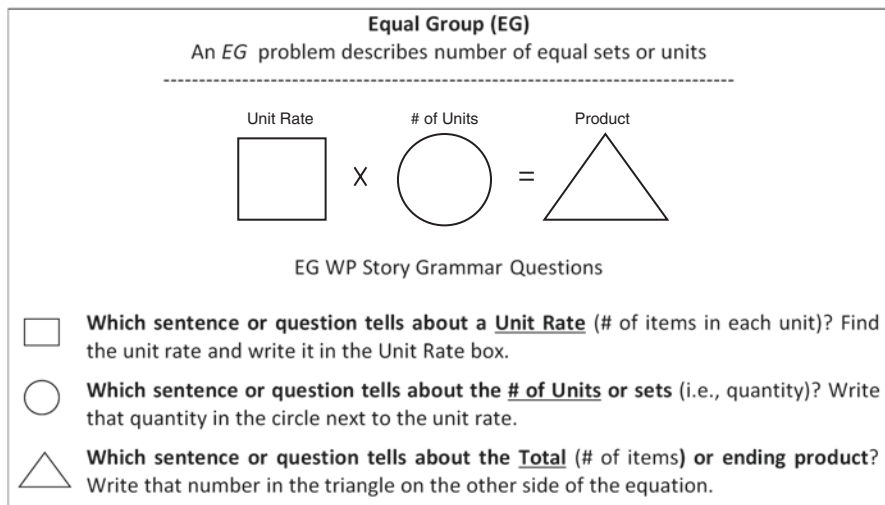 Equal Group (EG)
An EG problem describes number of equal sets or units
-----------------------------------------------------------------------
Unit Rate # of Units Product
X =
EG WP Story Grammar Questions
Which sentence or question tells about a Unit Rate (# of items in each unit)? Find
the unit rate and write it in the Unit Rate box.
Which sentence or question tells about the # of Units or sets (i.e., quantity)? Write
that quantity in the circle next to the unit rate.
Which sentence or question tells about the Total (# of items) or ending product?
Write that number in the triangle on the other side of the equation.